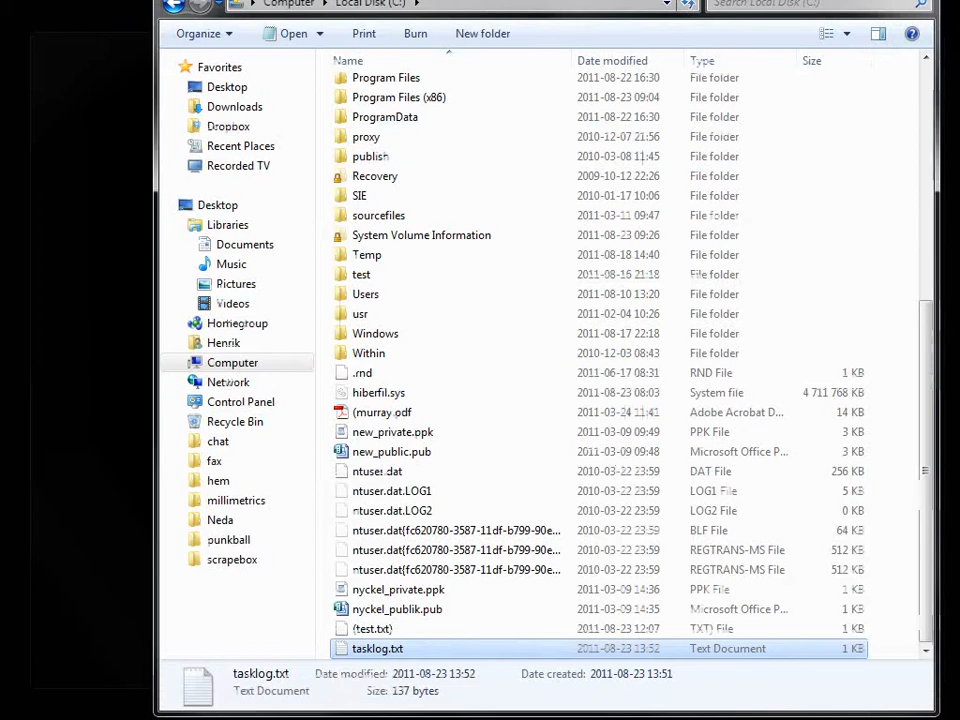 Computer Local Disk (C:) Search Local Disk (C:)
Organize Open Print Burn New folder
Name Date modified Type Size
Favorites
Desktop
Downloads
Dropbox
Recent Places
Recorded TV
Desktop
Libraries
Documents
Music
Pictures
Videos
Homegroup
Henrik
Computer
Network
Control Panel
Recycle Bin
chat
fax
hem
millimetrics
Neda
punkball
scrapebox
Program Files 2011-08-22 16:30 File folder
Program Files (x86) 2011-08-23 09:04 File folder
ProgramData 2011-08-22 16:30 File folder
proxy 2010-12-07 21:56 File folder
publish 2010-03-08 11:45 File folder
Recovery 2009-10-12 22:26 File folder
SIE 2010-01-17 10:06 File folder
sourcefiles 2011-03-11 09:47 File folder
System Volume Information 2011-08-23 09:26 File folder
Temp 2011-08-18 14:40 File folder
test 2011-08-16 21:18 File folder
Users 2011-08-10 13:20 File folder
usr 2011-02-04 10:26 File folder
Windows 2011-08-17 22:18 File folder
Within 2010-12-03 08:43 File folder
.rnd 2011-06-17 08:31 RND File 1 KB
hiberfil.sys 2011-08-23 08:03 System file 4 711 768 KB
(murray.pdf 2011-03-24 11:41 Adobe Acrobat D... 14 KB
new_private.ppk 2011-03-09 09:49 PPK File 3 KB
new_public.pub 2011-03-09 09:48 Microsoft Office P... 3 KB
ntuser.dat 2010-03-22 23:59 DAT File 256 KB
ntuser.dat.LOG1 2010-03-22 23:59 LOG1 File 5 KB
ntuser.dat.LOG2 2010-03-22 23:59 LOG2 File 0 KB
ntuser.dat{fc620780-3587-11df-b799-90e... 2010-03-22 23:59 BLF File 64 KB
ntuser.dat{fc620780-3587-11df-b799-90e... 2010-03-22 23:59 REGTRANS-MS File 512 KB
ntuser.dat{fc620780-3587-11df-b799-90e... 2010-03-22 23:59 REGTRANS-MS File 512 KB
nyckel_private.ppk 2011-03-09 14:36 PPK File 1 KB
nyckel_publik.pub 2011-03-09 14:35 Microsoft Office P... 1 KB
(test.txt) 2011-08-23 12:07 TXT) File 1 KB
tasklog.txt 2011-08-23 13:52 Text Document 1 KB
tasklog.txt Date modified: 2011-08-23 13:52 Date created: 2011-08-23 13:51
Text Document Size: 137 bytes